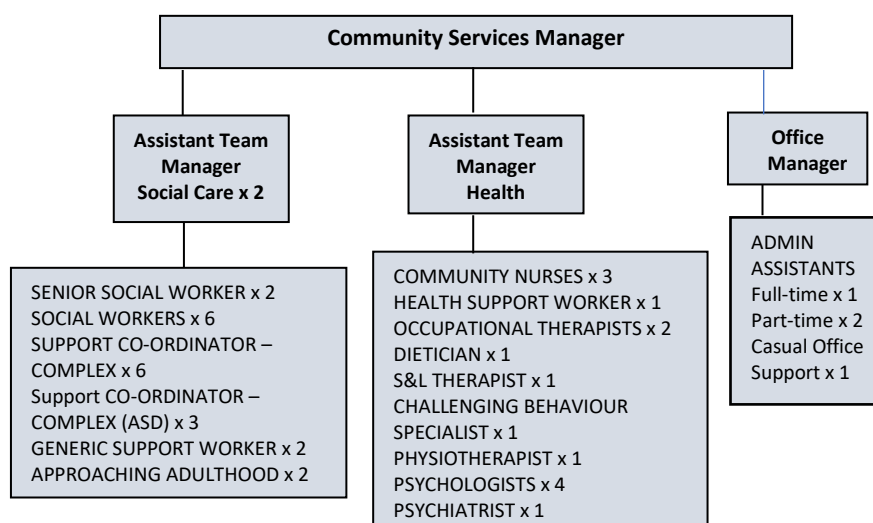 Community Services Manager
Assistant Team
Manager
Social Care x 2
Assistant Team
Manager
Health
Office
Manager
SENIOR SOCIAL WORKER x 2
SOCIAL WORKERS x 6
SUPPORT CO-ORDINATOR –
COMPLEX x 6
Support CO-ORDINATOR –
COMPLEX (ASD) x 3
GENERIC SUPPORT WORKER x 2
APPROACHING ADULTHOOD x 2
COMMUNITY NURSES x 3
HEALTH SUPPORT WORKER x 1
OCCUPATIONAL THERAPISTS x 2
DIETICIAN x 1
S&L THERAPIST x 1
CHALLENGING BEHAVIOUR
SPECIALIST x 1
PHYSIOTHERAPIST x 1
PSYCHOLOGISTS x 4
PSYCHIATRIST x 1
ADMIN
ASSISTANTS
Full-time x 1
Part-time x 2
Casual Office
Support x 1